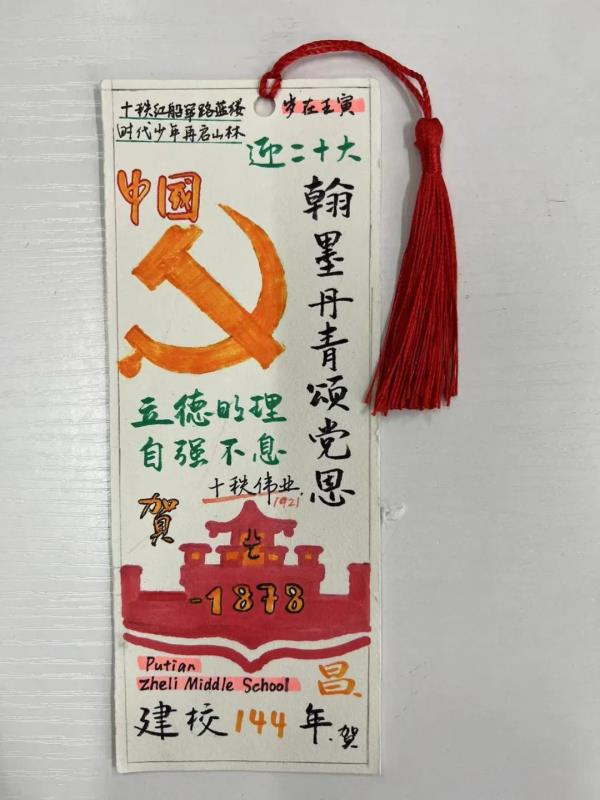 十秩红船筚路蓝缕
时代少年再启山林
岁在壬寅
迎二十大
中國
翰墨丹青颂党恩
立德明理
自强不息
十秩伟业
1921
賀
-1878
Putian
Zheli Middle School
昌
建校144年.贺